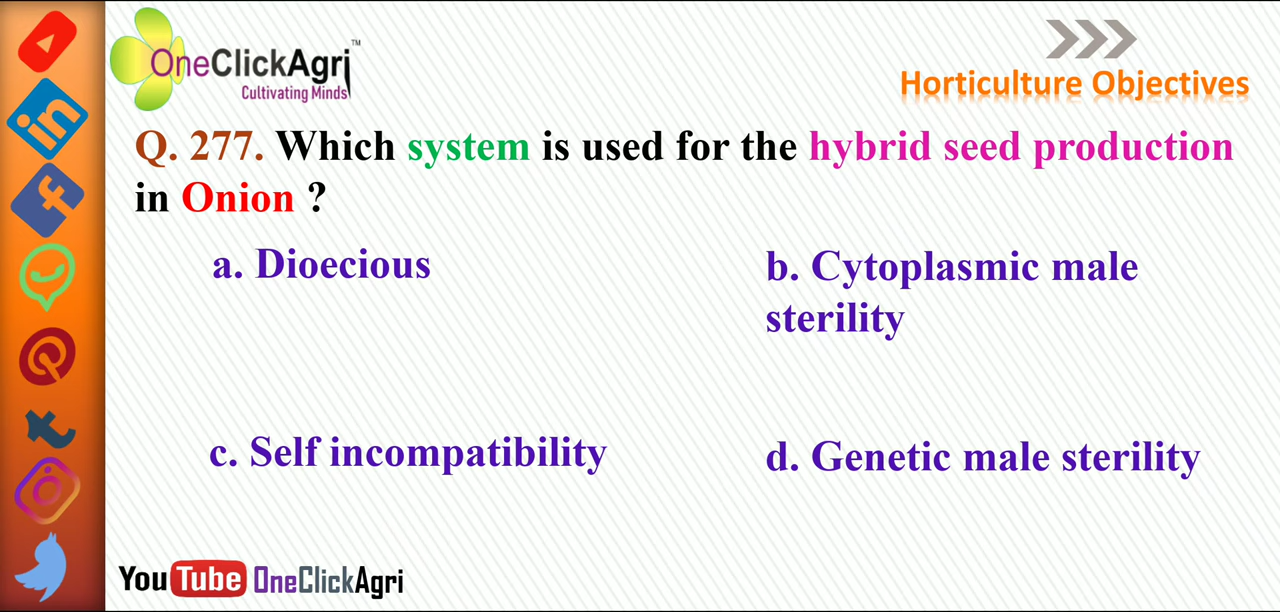 OneClickAgri™
Cultivating Minds
Horticulture Objectives
Q. 277. Which system is used for the hybrid seed production
in Onion ?
a. Dioecious
b. Cytoplasmic male
sterility
c. Self incompatibility
d. Genetic male sterility
YouTube OneClickAgri